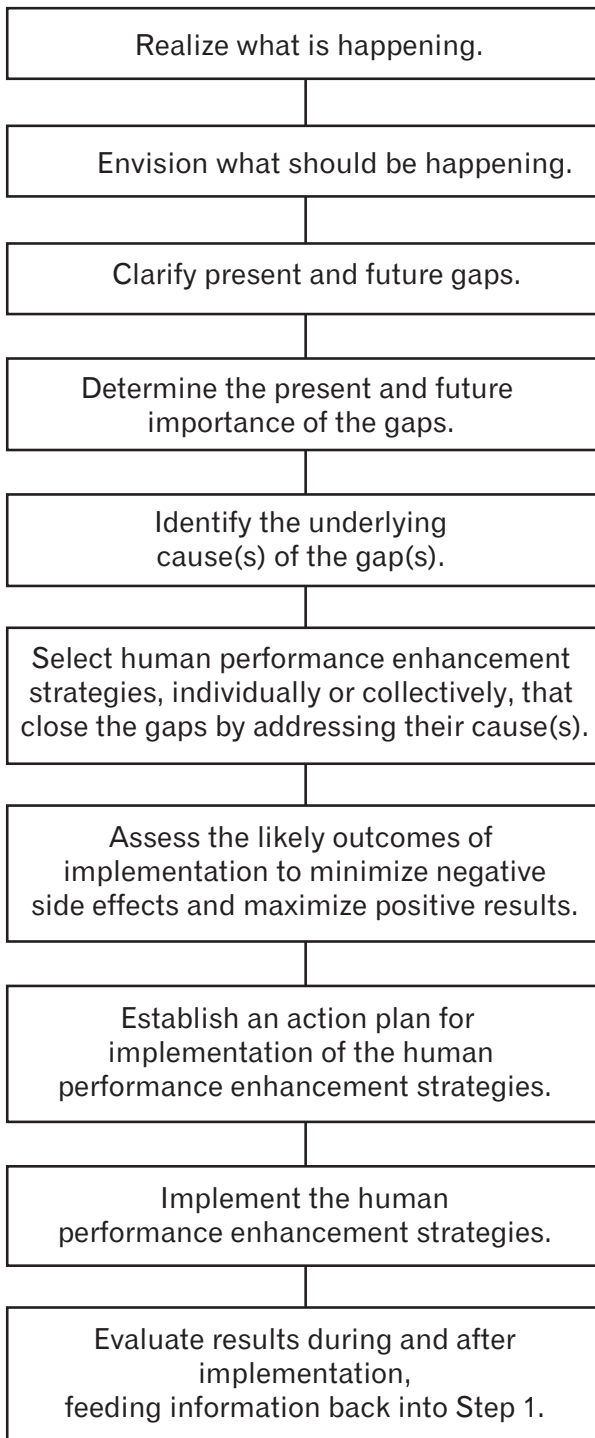 Realize what is happening.
Envision what should be happening.
Clarify present and future gaps.
Determine the present and future
importance of the gaps.
Identify the underlying
cause(s) of the gap(s).
Select human performance enhancement
strategies, individually or collectively, that
close the gaps by addressing their cause(s).
Assess the likely outcomes of
implementation to minimize negative
side effects and maximize positive results.
Establish an action plan for
implementation of the human
performance enhancement strategies.
Implement the human
performance enhancement strategies.
Evaluate results during and after
implementation,
feeding information back into Step 1.